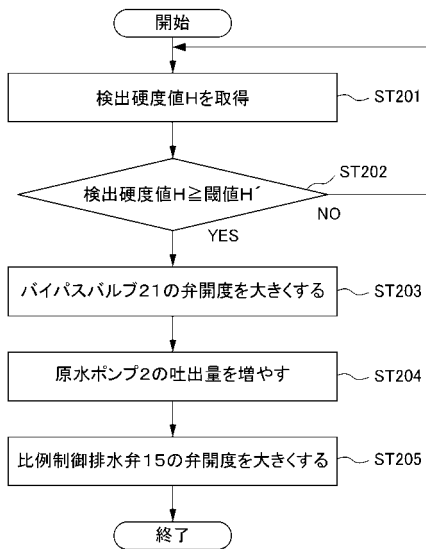 開始
検出硬度値Hを取得
ST201
ST202
検出硬度値H≧閾値H´
NO
YES
バイパスバルブ21の弁開度を大きくする
ST203
原水ポンプ2の吐出量を増やす
ST204
比例制御排水弁15の弁開度を大きくする
ST205
終了